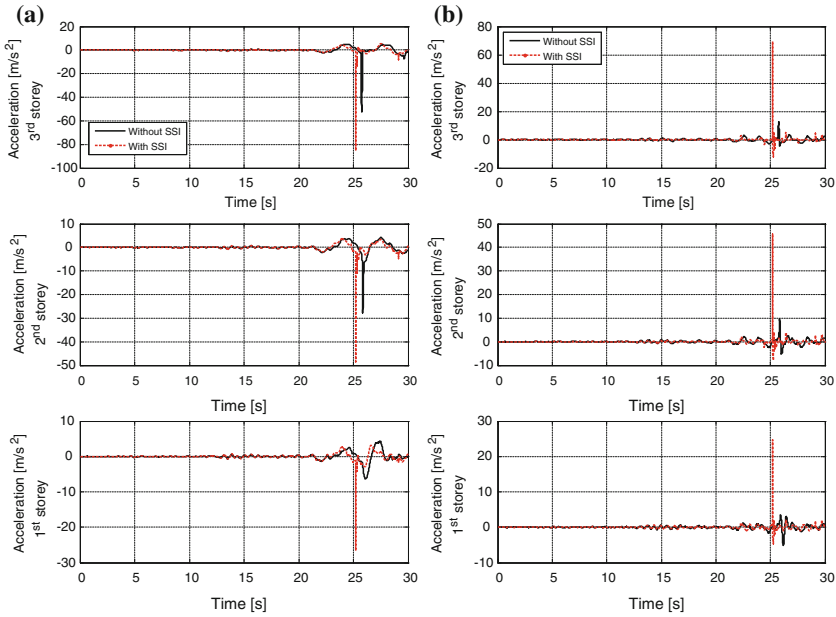 (a)
Acceleration [m/s²]
3rd storey
20
0
-20
-40
-60
-80
-100
Without SSI
With SSI
0 5 10 15 20 25 30
Time [s]
Acceleration [m/s²]
2nd storey
10
0
-10
-20
-30
-40
-50
0 5 10 15 20 25 30
Time [s]
Acceleration [m/s²]
1st storey
10
0
-10
-20
-30
0 5 10 15 20 25 30
Time [s]
(b)
Acceleration [m/s²]
3rd storey
80
60
40
20
0
-20
Without SSI
With SSI
0 5 10 15 20 25 30
Time [s]
Acceleration [m/s²]
2nd storey
50
40
30
20
10
0
-10
0 5 10 15 20 25 30
Time [s]
Acceleration [m/s²]
1st storey
30
20
10
0
-10
0 5 10 15 20 25 30
Time [s]